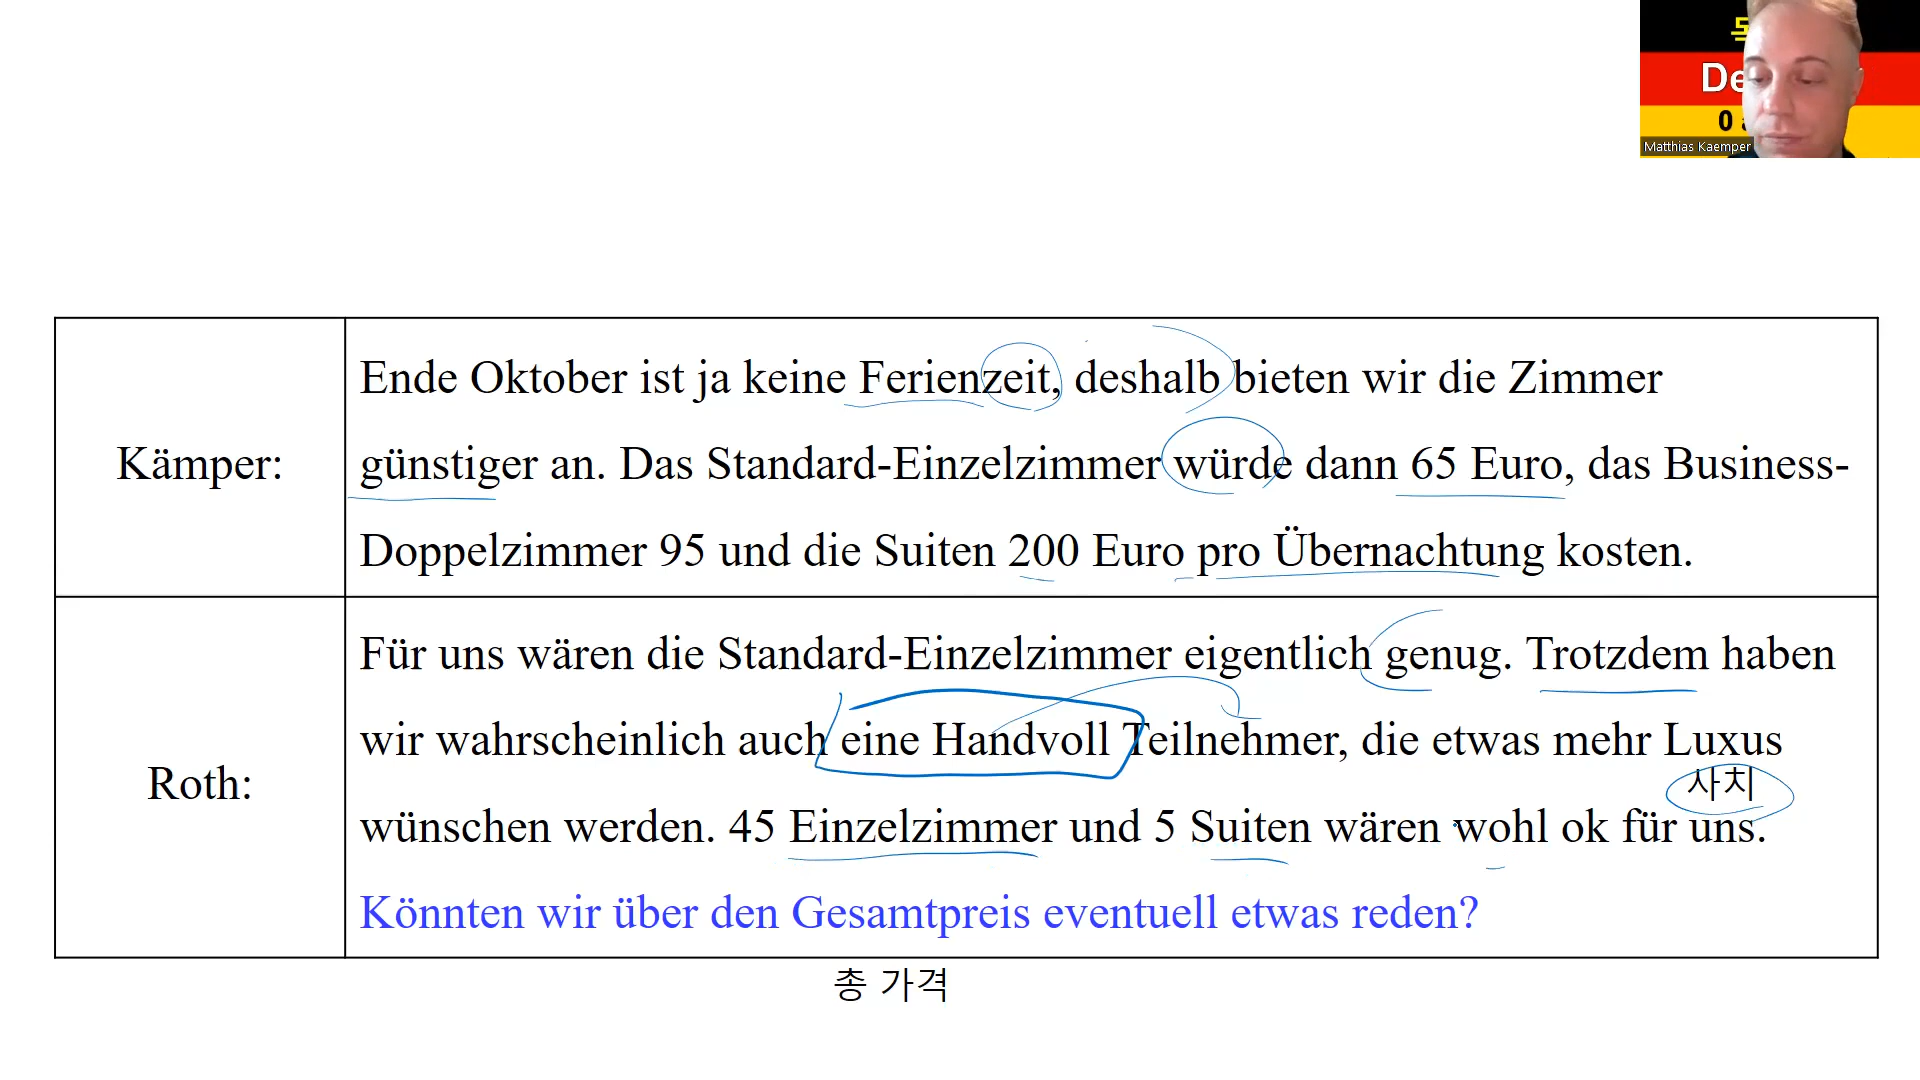 De
0
Matthias Kaemper
Kämper:
Ende Oktober ist ja keine Ferienzeit, deshalb bieten wir die Zimmer
günstiger an. Das Standard-Einzelzimmer würde dann 65 Euro, das Business-
Doppelzimmer 95 und die Suiten 200 Euro pro Übernachtung kosten.
Roth:
Für uns wären die Standard-Einzelzimmer eigentlich genug. Trotzdem haben
wir wahrscheinlich auch eine Handvoll Teilnehmer, die etwas mehr Luxus
사치
wünschen werden. 45 Einzelzimmer und 5 Suiten wären wohl ok für uns.
Könnten wir über den Gesamtpreis eventuell etwas reden?
총 가격